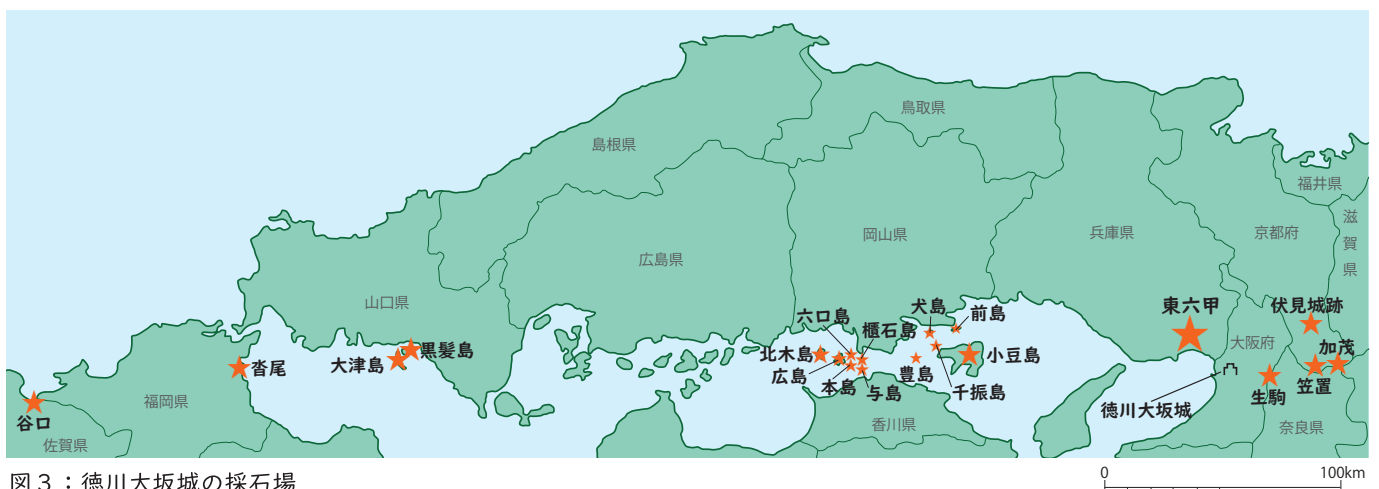 島根県
鳥取県
福井県
滋賀県
京都府
兵庫県
岡山県
広島県
山口県
福岡県
佐賀県
大阪府
奈良県
香川県
谷口
沓尾
大津島
黒髪島
六口島
北木島
広島
本島
櫃石島
与島
犬島
前島
豊島
小豆島
千振島
東六甲
伏見城跡
加茂
笠置
生駒
徳川大坂城
図3：徳川大坂城の採石場
0
100km